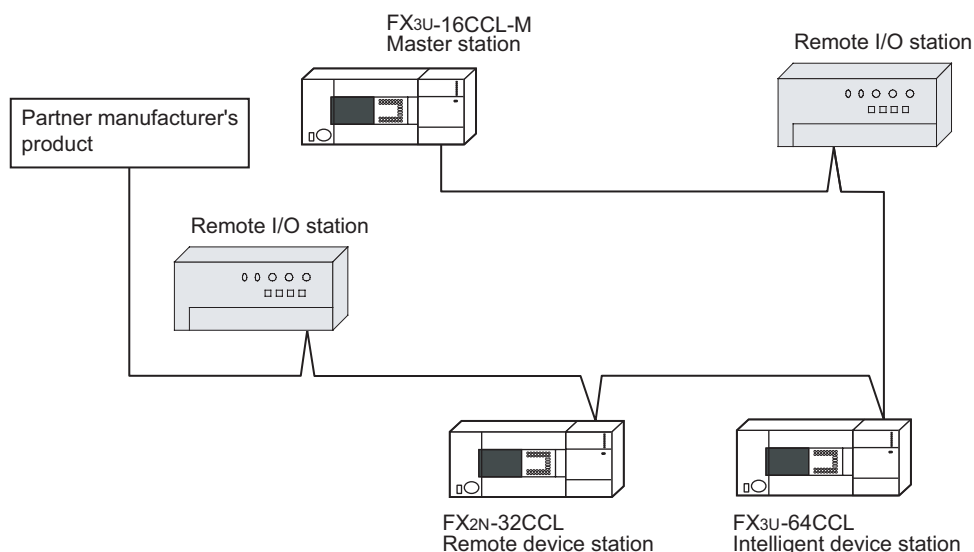 FX3U-16CCL-M
Master station
Remote I/O station
Partner manufacturer's
product
Remote I/O station
FX2N-32CCL
Remote device station
FX3U-64CCL
Intelligent device station